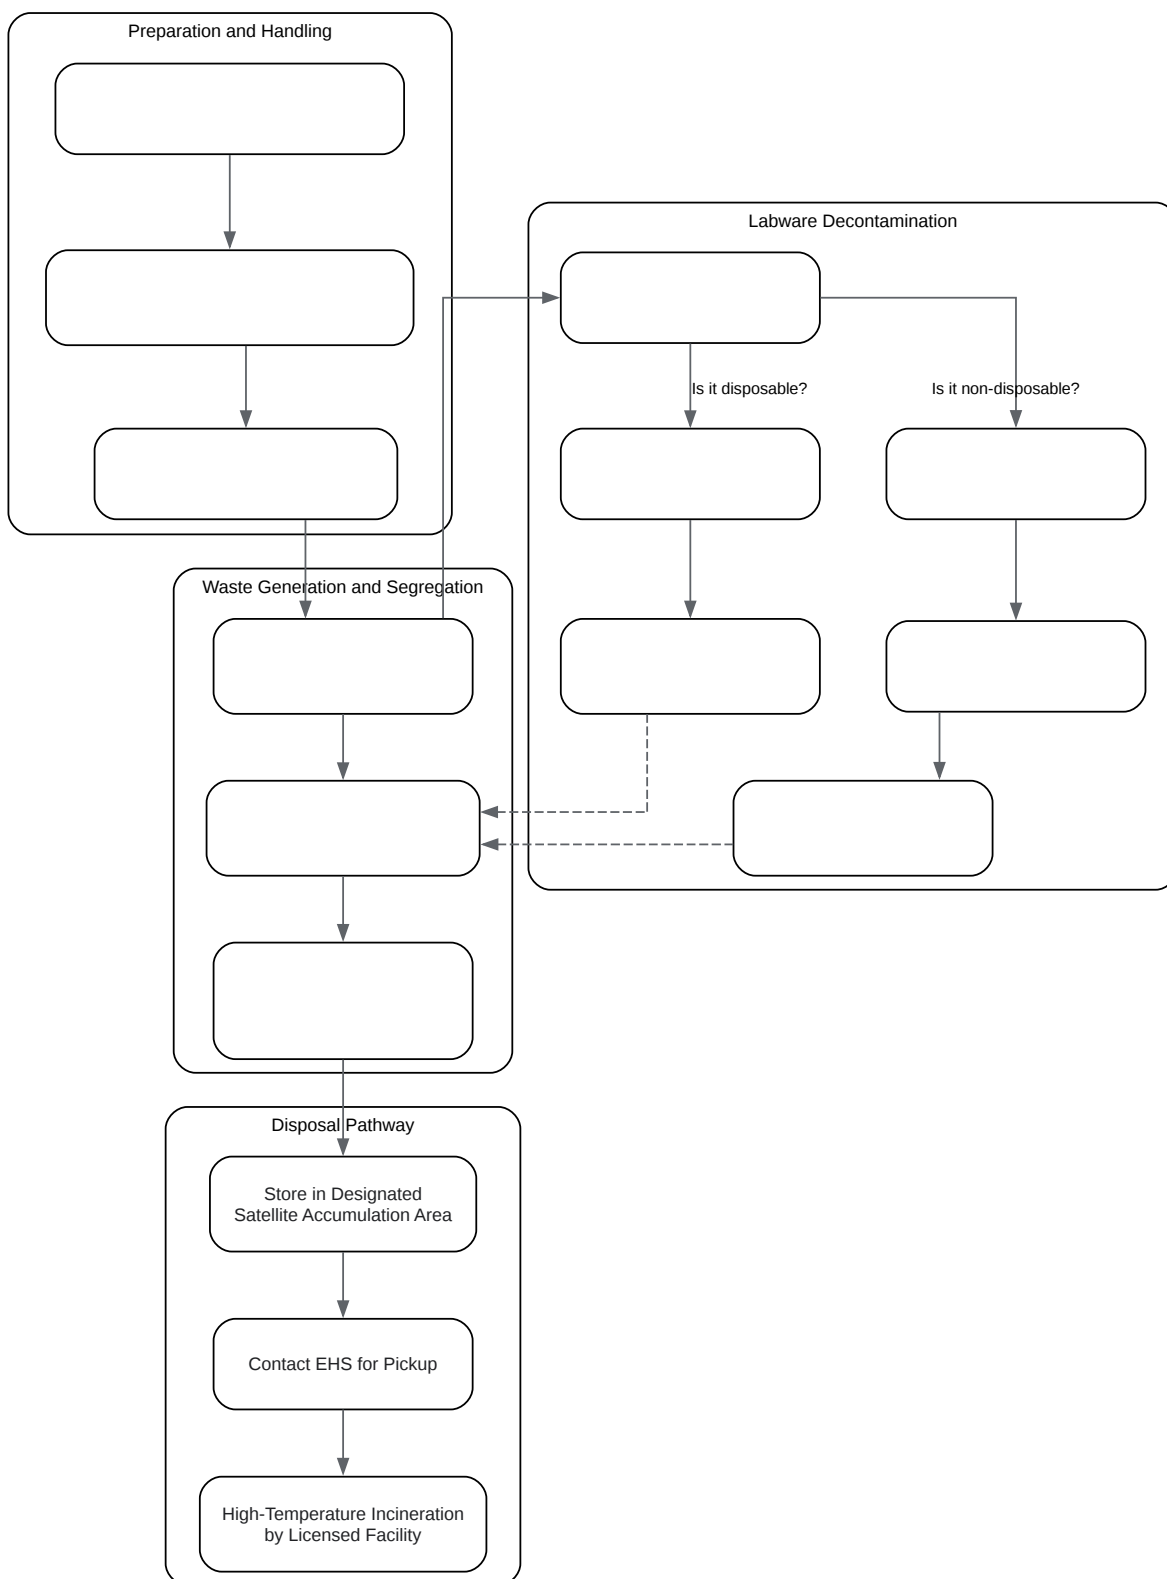 Preparation and Handling
Labware Decontamination
Is it disposable?
Is it non-disposable?
Waste Generation and Segregation
Disposal Pathway
Store in Designated
Satellite Accumulation Area
Contact EHS for Pickup
High-Temperature Incineration
by Licensed Facility